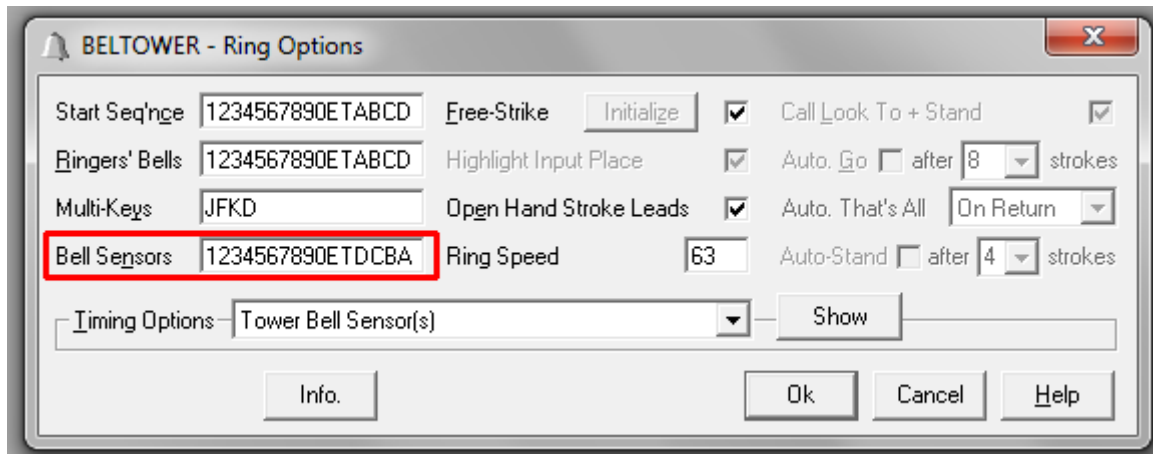 BELTOWER - Ring Options
Start Seq'nce 1234567890ETABCD Free-Strike Initialize Call Look To + Stand
Ringers' Bells 1234567890ETABCD Highlight Input Place Auto. Go after 8 strokes
Multi-Keys JFKD Open Hand Stroke Leads Auto. That's All On Return
Bell Sensors 1234567890ETDCBA Ring Speed 63 Auto-Stand after 4 strokes
Timing Options Tower Bell Sensor(s) Show
Info. Ok Cancel Help